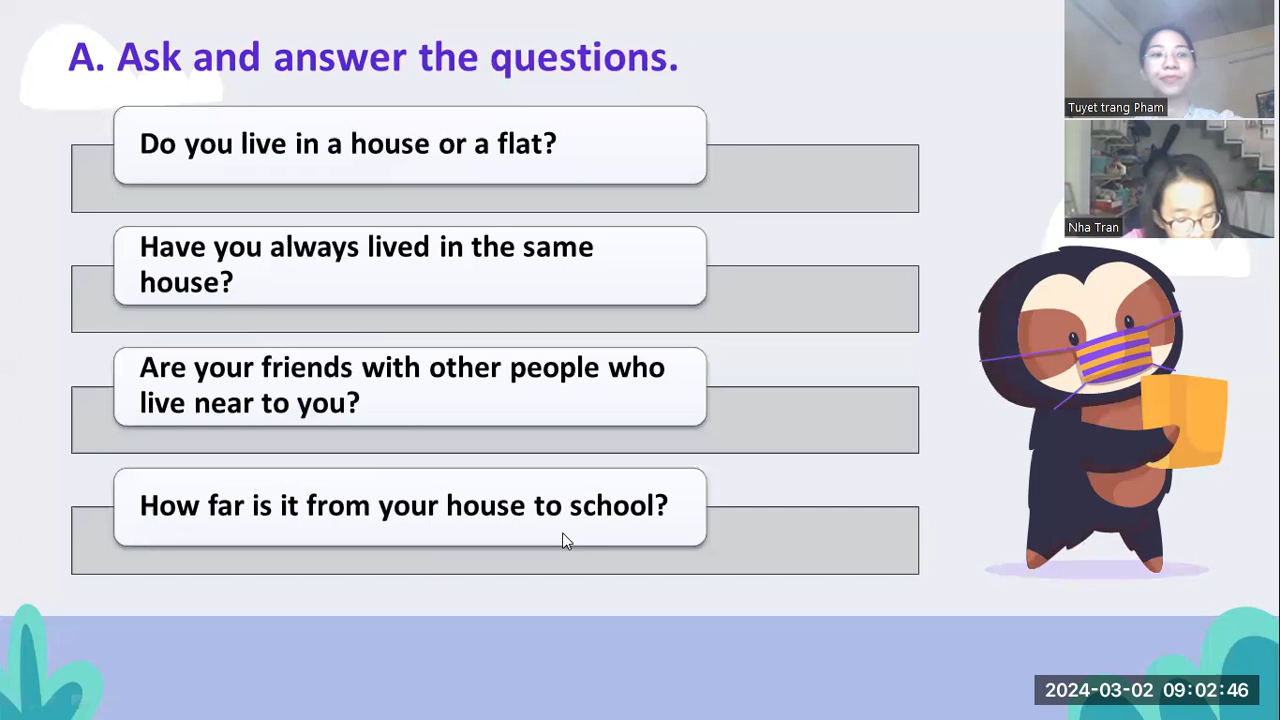 A. Ask and answer the questions.
Do you live in a house or a flat?
Have you always lived in the same
house?
Are your friends with other people who
live near to you?
How far is it from your house to school?
Tuyet trang Pham
Nha Tran
2024-03-02 09:02:46